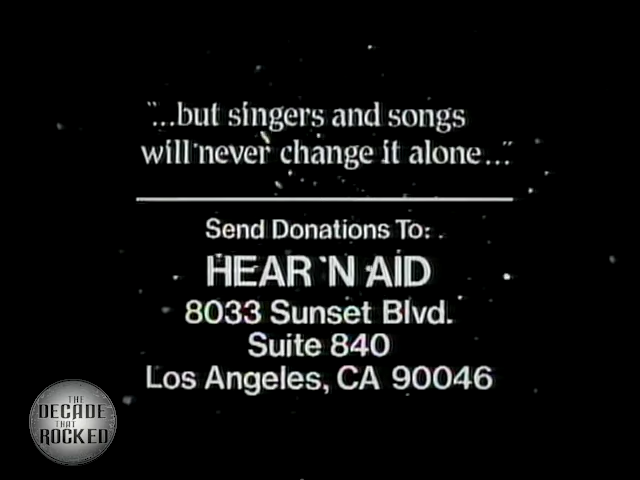 "...but singers and songs
will never change it alone..."
Send Donations To:
HEAR 'N AID
8033 Sunset Blvd.
Suite 840
Los Angeles, CA 90046
THE
DECADE
THAT
ROCKED